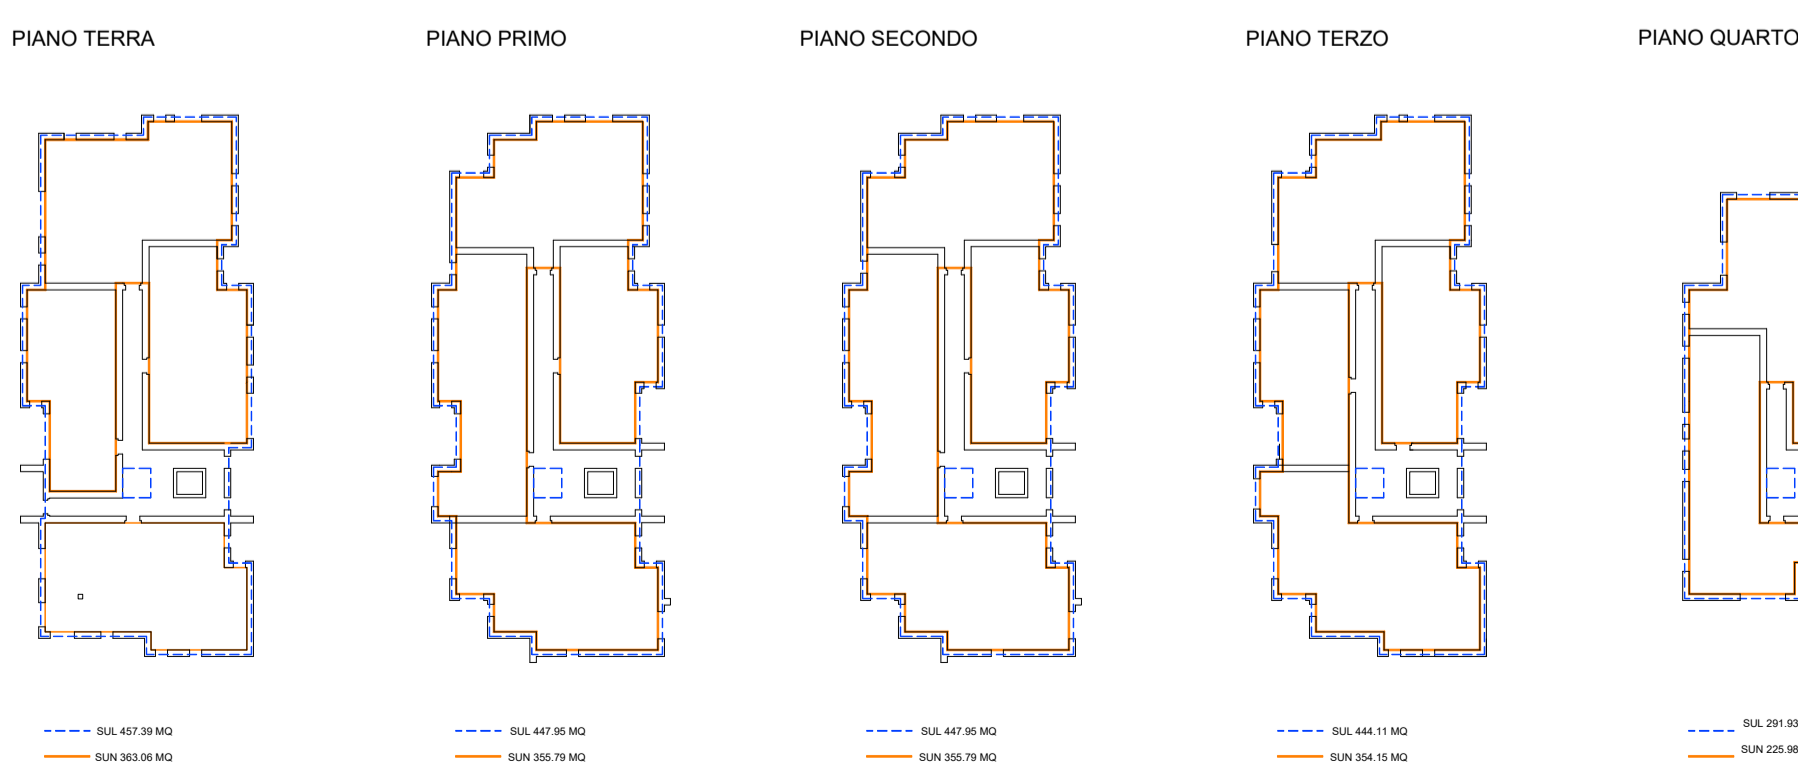 PIANO TERRA
PIANO PRIMO
PIANO SECONDO
PIANO TERZO
PIANO QUARTO
SUL 457.39 MQ
SUN 363.06 MQ
SUL 447.95 MQ
SUN 355.79 MQ
SUL 447.95 MQ
SUN 355.79 MQ
SUL 444.11 MQ
SUN 354.15 MQ
SUL 291.93
SUN 225.98